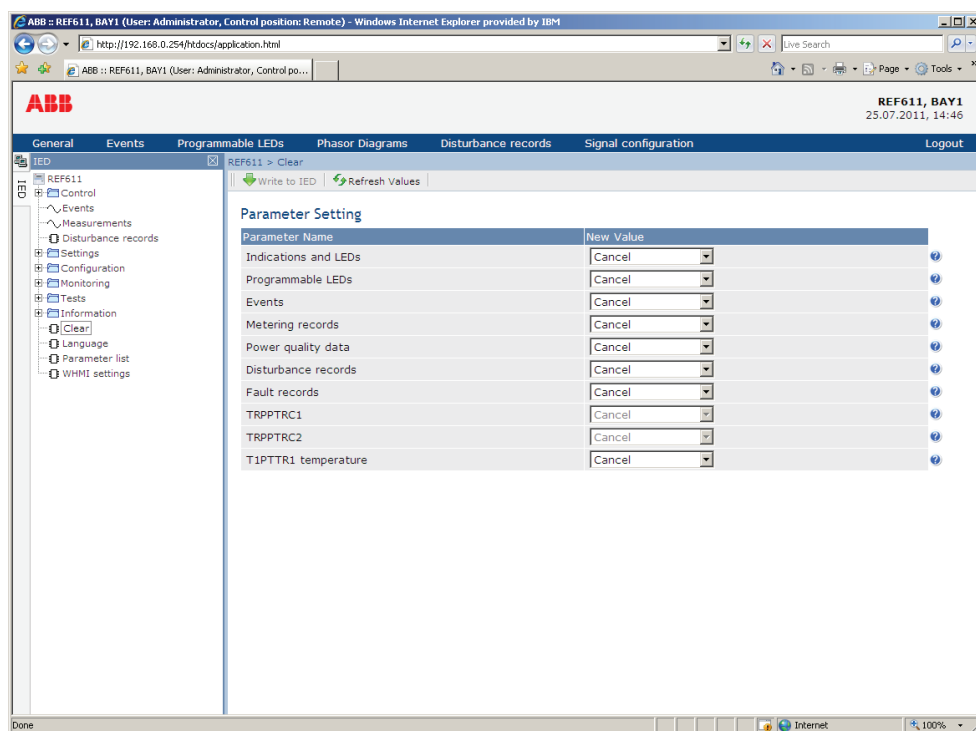 ABB :: REF611, BAY1 (User: Administrator, Control position: Remote) - Windows Internet Explorer provided by IBM
http://192.168.0.254/htdocs/application.html
Live Search
ABB :: REF611, BAY1 (User: Administrator, Control po...
Page
Tools
ABB
REF611, BAY1
25.07.2011, 14:46
General Events Programmable LEDs Phasor Diagrams Disturbance records Signal configuration Logout
IED
IED
REF611
Control
Events
Measurements
Disturbance records
Settings
Configuration
Monitoring
Tests
Information
Clear
Language
Parameter list
WHMI settings
REF611 > Clear
Write to IED Refresh Values
Parameter Setting
Parameter Name New Value
Indications and LEDs Cancel
Programmable LEDs Cancel
Events Cancel
Metering records Cancel
Power quality data Cancel
Disturbance records Cancel
Fault records Cancel
TRPPTRC1 Cancel
TRPPTRC2 Cancel
T1PTTR1 temperature Cancel
Done
Internet
100%